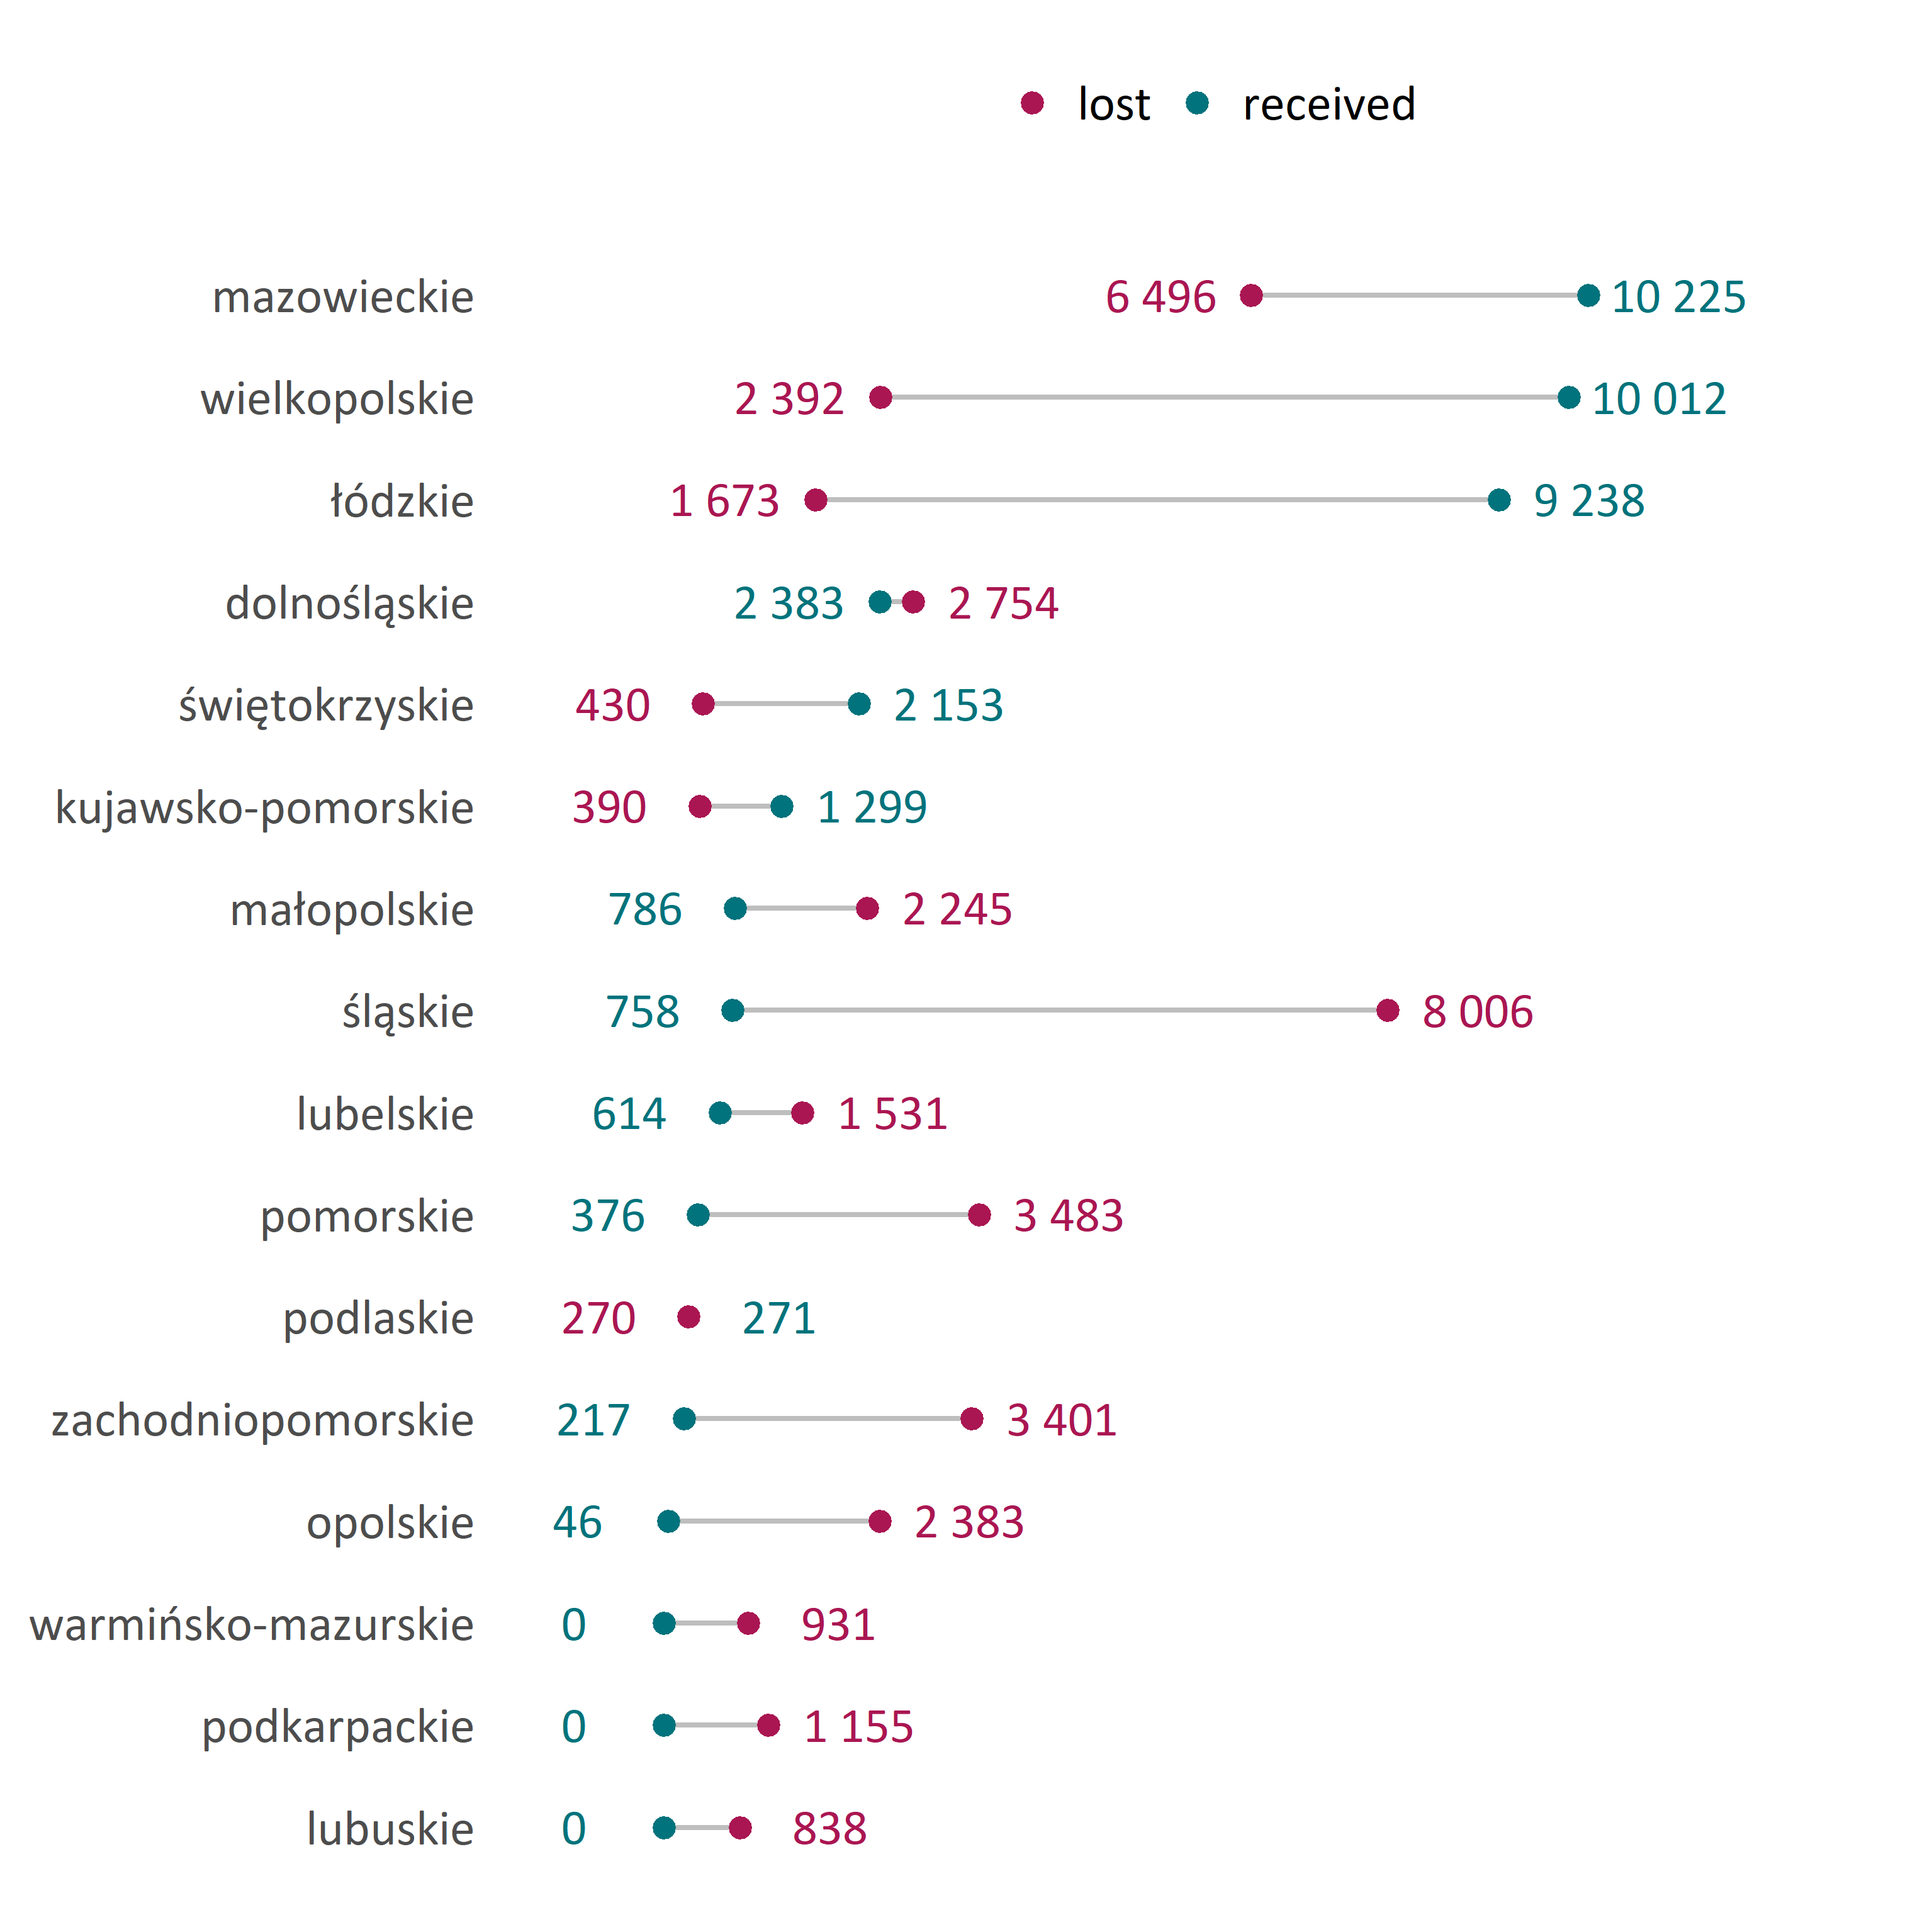 lost received
mazowieckie 6 496 10 225
wielkopolskie 2 392 10 012
łódzkie 1 673 9 238
dolnośląskie 2 383 2 754
świętokrzyskie 430 2 153
kujawsko-pomorskie 390 1 299
małopolskie 786 2 245
śląskie 758 8 006
lubelskie 614 1 531
pomorskie 376 3 483
podlaskie 270 271
zachodniopomorskie 217 3 401
opolskie 46 2 383
warmińsko-mazurskie 0 931
podkarpackie 0 1 155
lubuskie 0 838